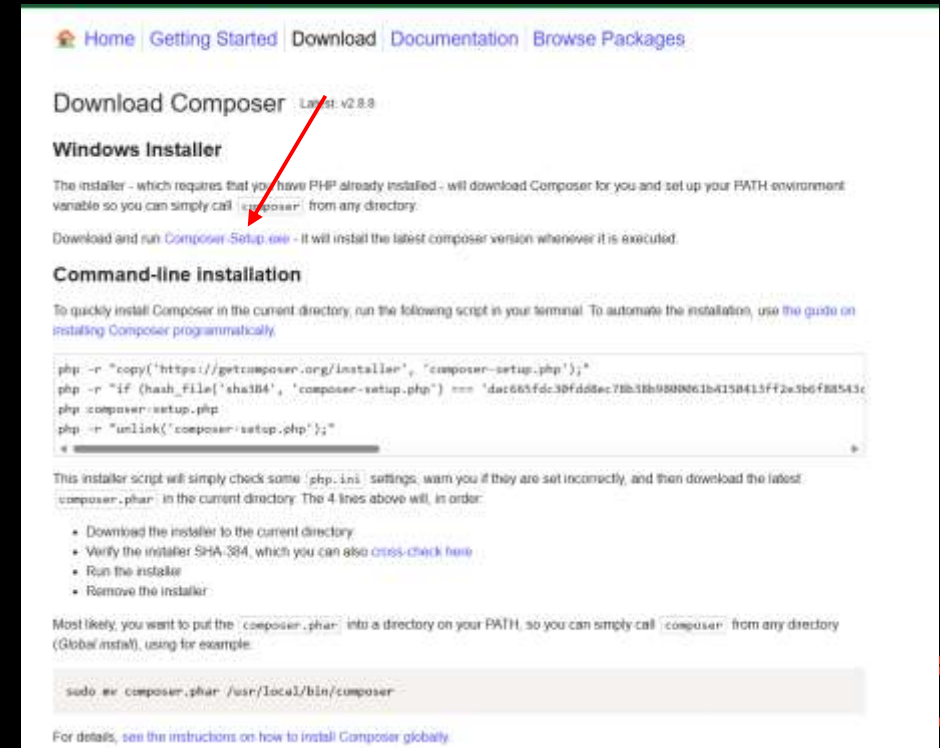 Home Getting Started Download Documentation Browse Packages
Download Composer Latest: v2.8.8
Windows Installer
The installer - which requires that you have PHP already installed - will download Composer for you and set up your PATH environment
variable so you can simply call composer from any directory.
Download and run Composer-Setup.exe - it will install the latest composer version whenever it is executed.
Command-line installation
To quickly install Composer in the current directory, run the following script in your terminal. To automate the installation, use the guide on
installing Composer programmatically.
php -r "copy('https://getcomposer.org/installer', 'composer-setup.php');"
php -r "if (hash_file('sha384', 'composer-setup.php') ===
php composer-setup.php
php -r "unlink('composer-setup.php');"
This installer script will simply check some php.ini settings, warn you if they are set incorrectly, and then download the latest
composer.phar in the current directory. The 4 lines above will, in order:
• Download the installer to the current directory
• Verify the installer SHA-384, which you can also cross-check here
• Run the installer
• Remove the installer
Most likely, you want to put the composer.phar into a directory on your PATH, so you can simply call composer from any directory
(Global install), using for example:
sudo mv composer.phar /usr/local/bin/composer
For details, see the instructions on how to install Composer globally.